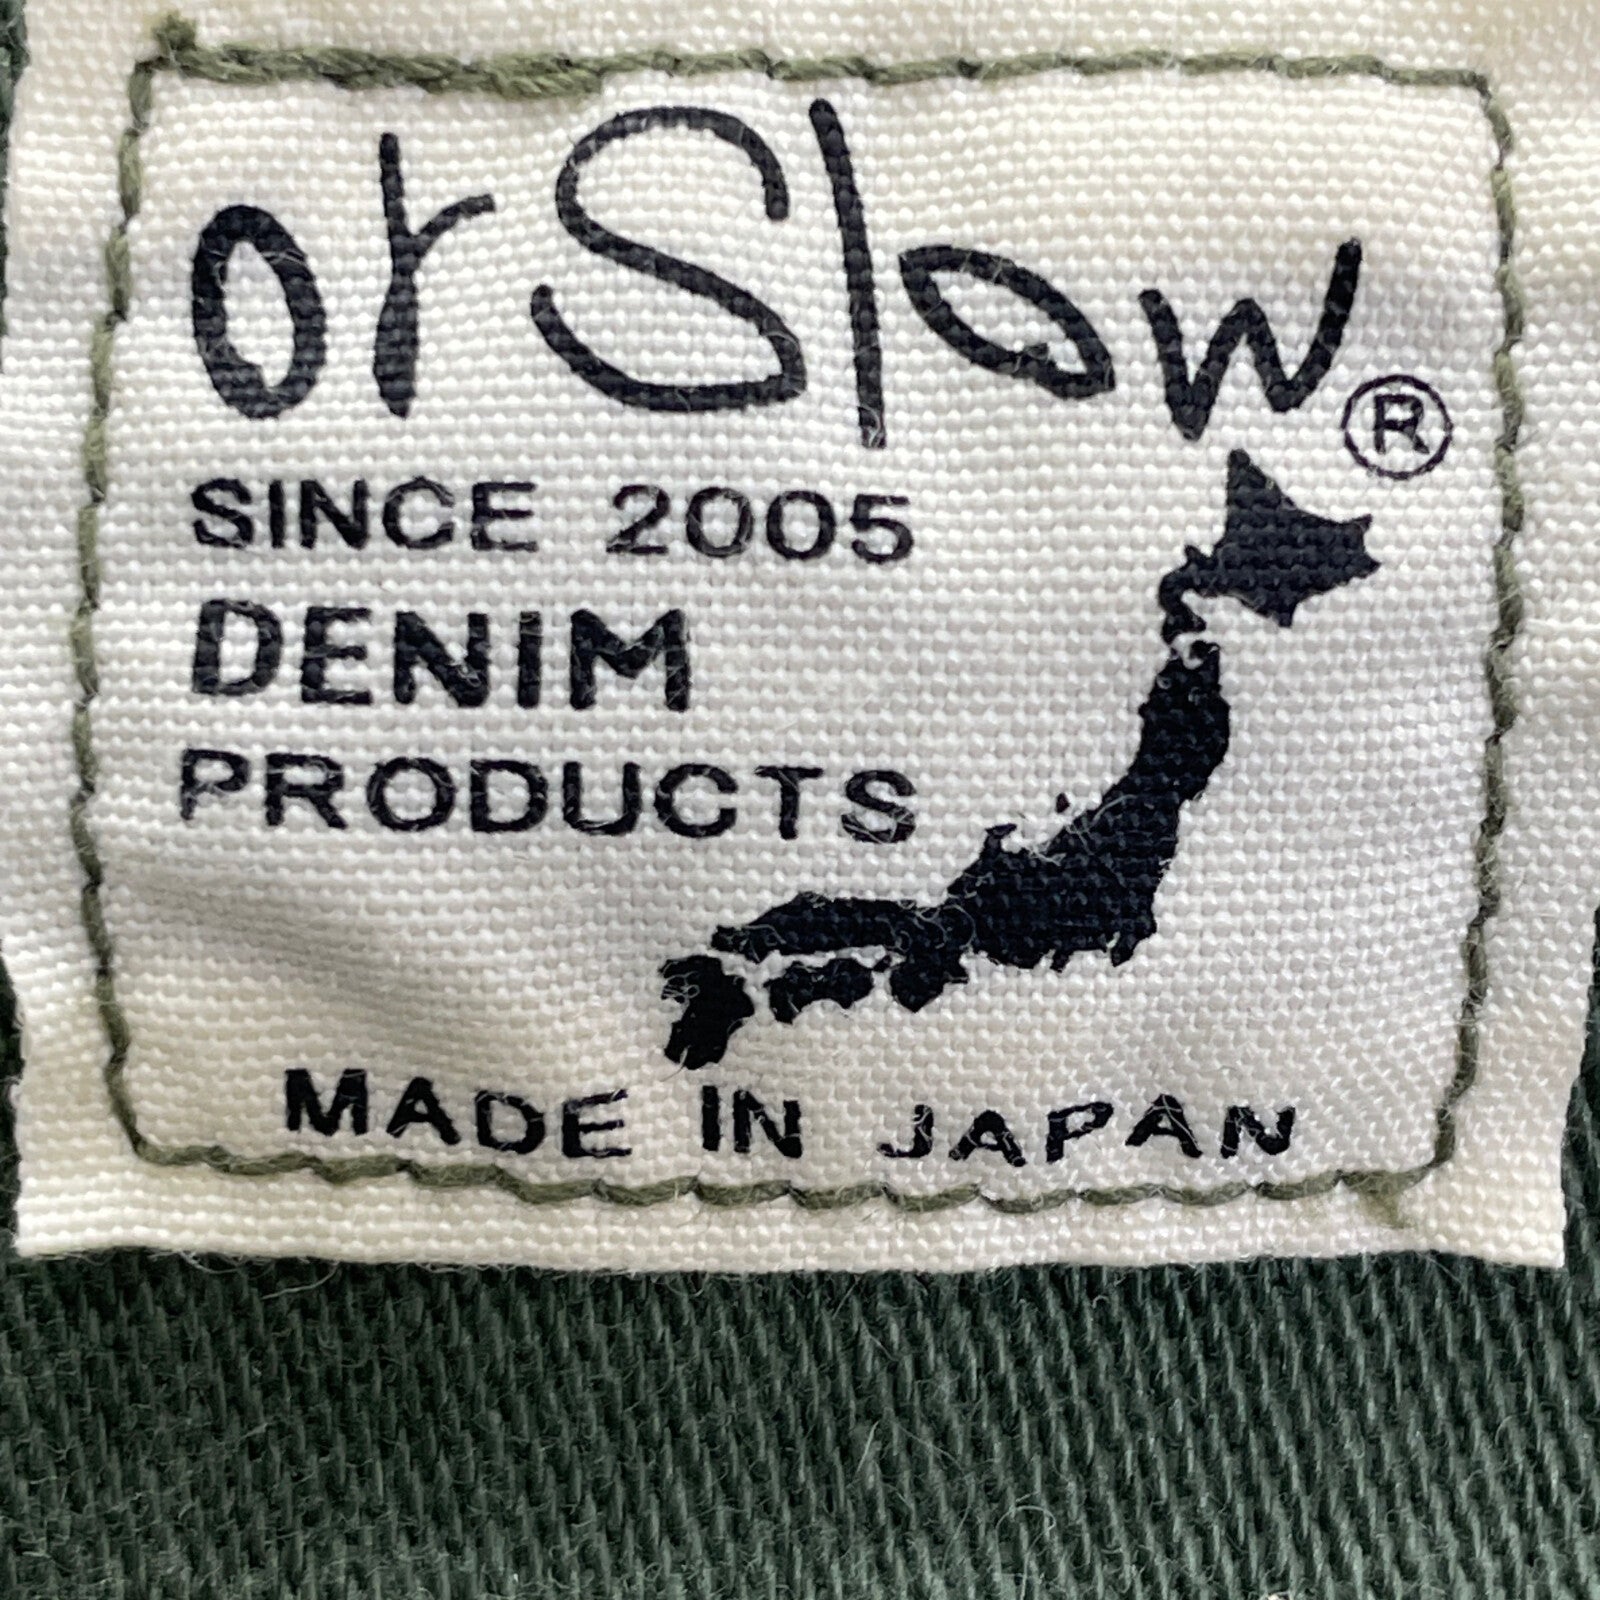 orSlow®
SINCE 2005
DENIM
PRODUCTS
MADE IN JAPAN